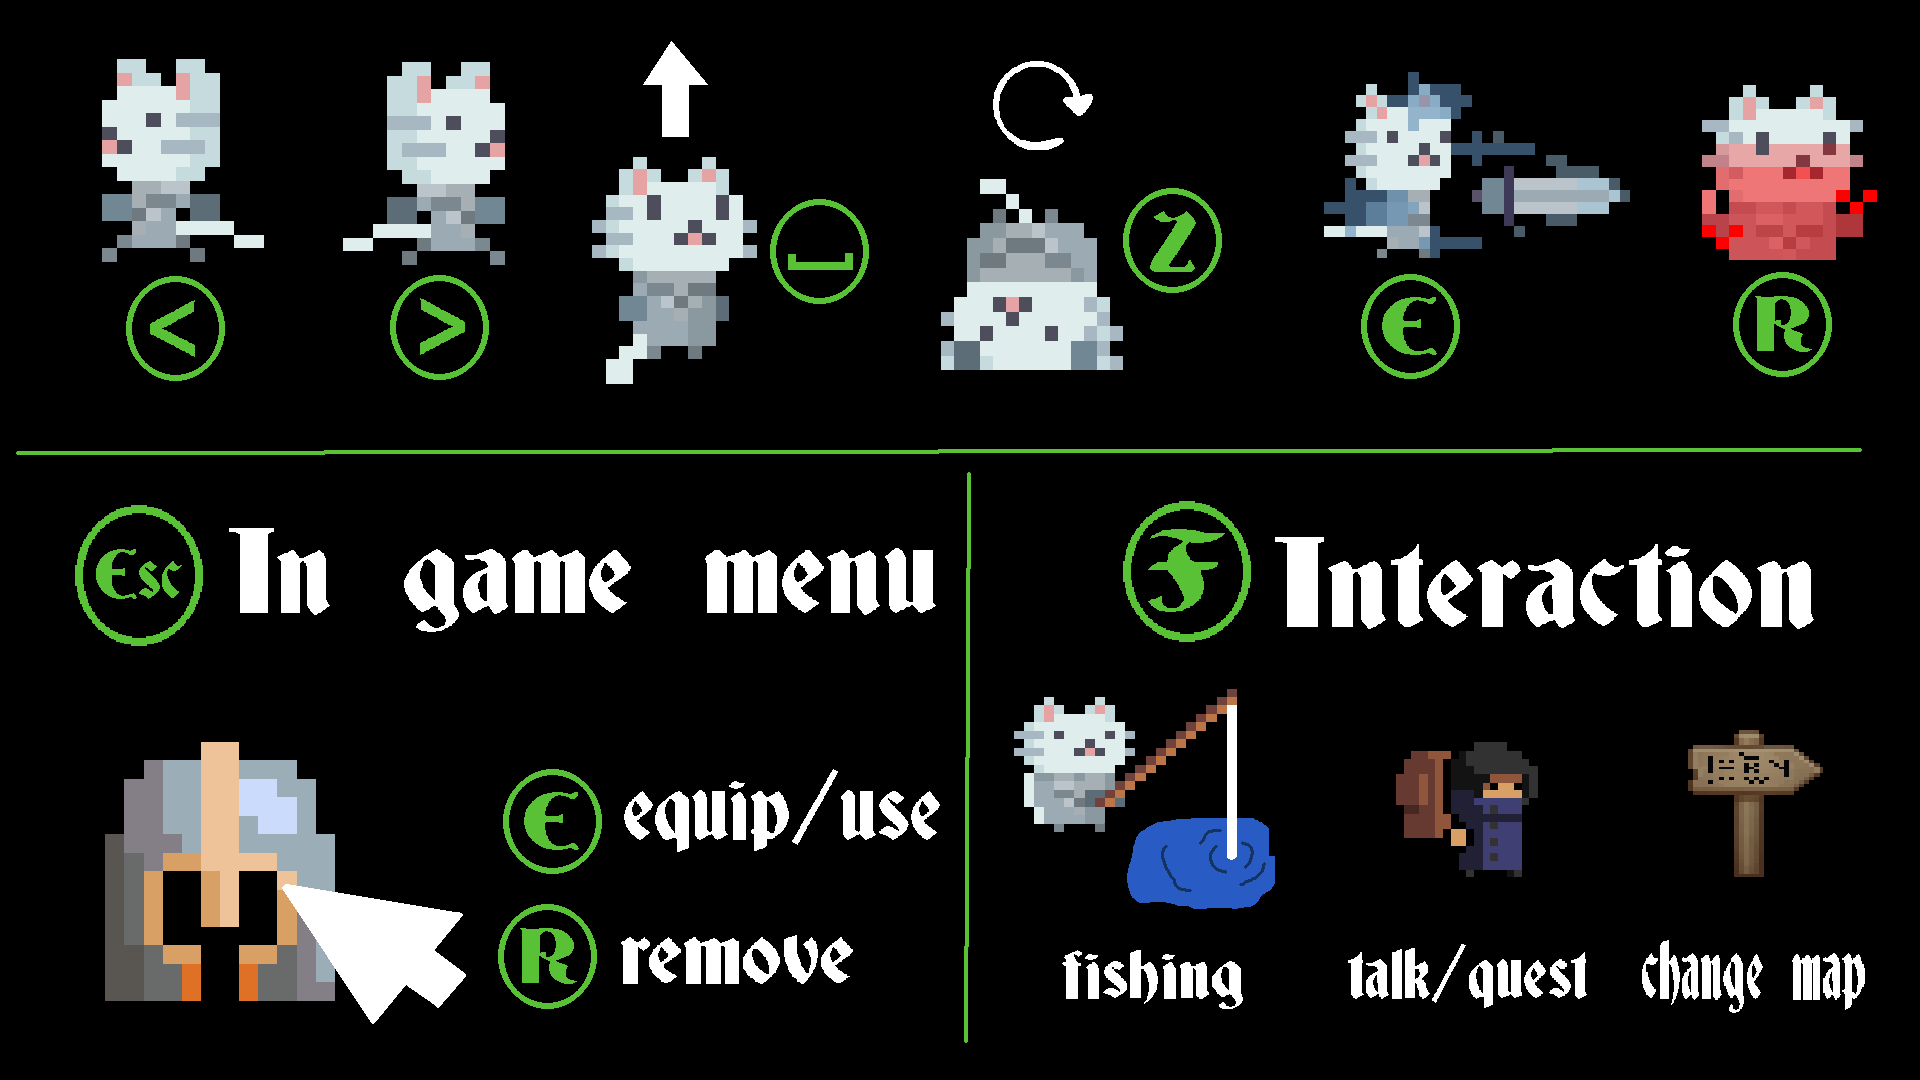 <
>
Z
E
R
Esc In game menu
E equip/use
R remove
F Interaction
fishing
talk/quest
change map